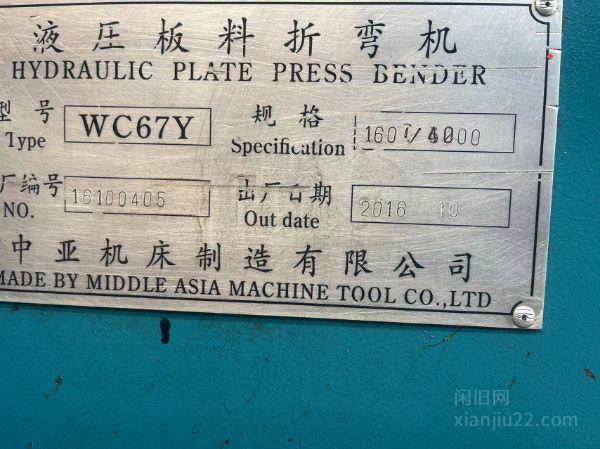 液压板料折弯机
HYDRAULIC PLATE PRESS BENDER
型号 WC67Y 规格 160T/4000
Type Specification
厂编号 16100405 出厂日期 2016 10
NO. Out date
中亚机床制造有限公司
MADE BY MIDDLE ASIA MACHINE TOOL CO.,LTD
闲旧网
xianjiu22.com